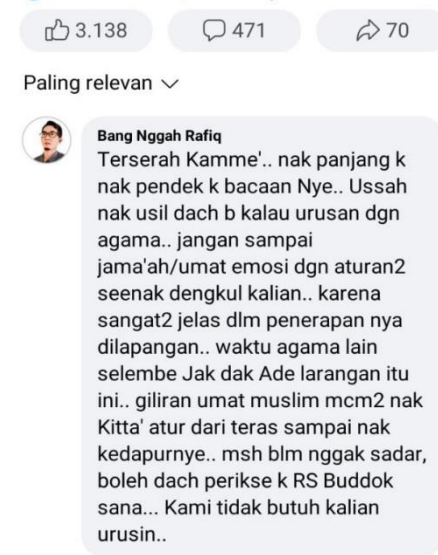 3.138
471
70
Paling relevan
Bang Nggah Rafiq
Terserah Kamme'.. nak panjang k
nak pendek k bacaan Nye.. Ussah
nak usil dach b kalau urusan dgn
agama.. jangan sampai
jama'ah/umat emosi dgn aturan2
seenak dengkul kalian.. karena
sangat2 jelas dlm penerapan nya
dilapangan.. waktu agama lain
selembe Jak dak Ade larangan itu
ini.. giliran umat muslim mcm2 nak
Kitta' atur dari teras sampai nak
kedapurnye.. msh blm nggak sadar,
boleh dach perikse k RS Buddok
sana... Kami tidak butuh kalian
urusin..